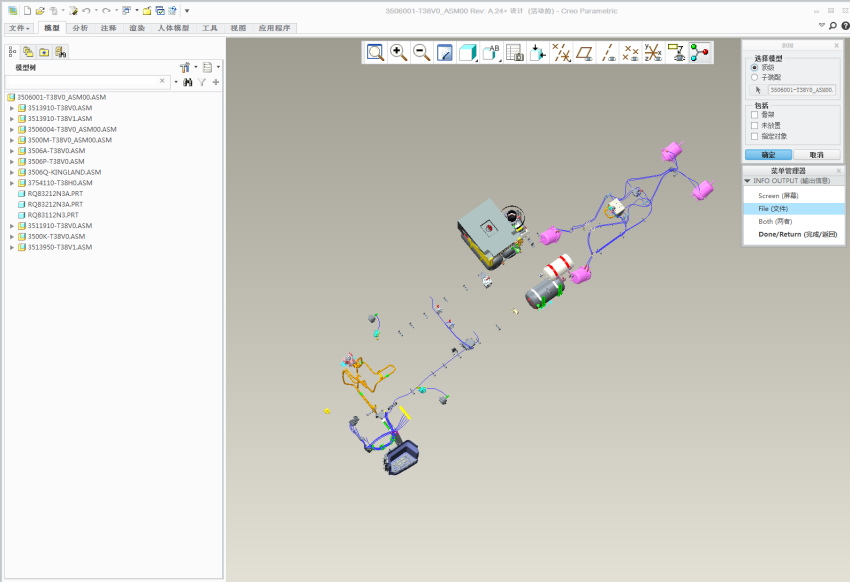 3506001-T38V0_ASM00 Rev: A.24+ 设计 (活动的) - Creo Parametric
文件 模型 分析 注释 渲染 人体模型 工具 视图 应用程序
模型树
3506001-T38V0_ASM00.ASM
3513910-T38V0.ASM
3513910-T38V1.ASM
3506004-T38V0_ASM00.ASM
3500M-T38V0_ASM00.ASM
3506A-T38V0.ASM
3506P-T38V0.ASM
3506Q-KINGLAND.ASM
3754110-T38H0.ASM
RQ83212N3A.PRT
RQ83212N3A.PRT
RQ83112N3.PRT
3511910-T38V0.ASM
3500K-T38V0.ASM
3513950-T38V1.ASM
BOM
选择模型
顶级
子装配
3506001-T38V0_ASM00.
包括
骨架
未放置
指定对象
确定 取消
菜单管理器
INFO OUTPUT (输出信息)
Screen (屏幕)
File (文件)
Both (两者)
Done/Return (完成/返回)